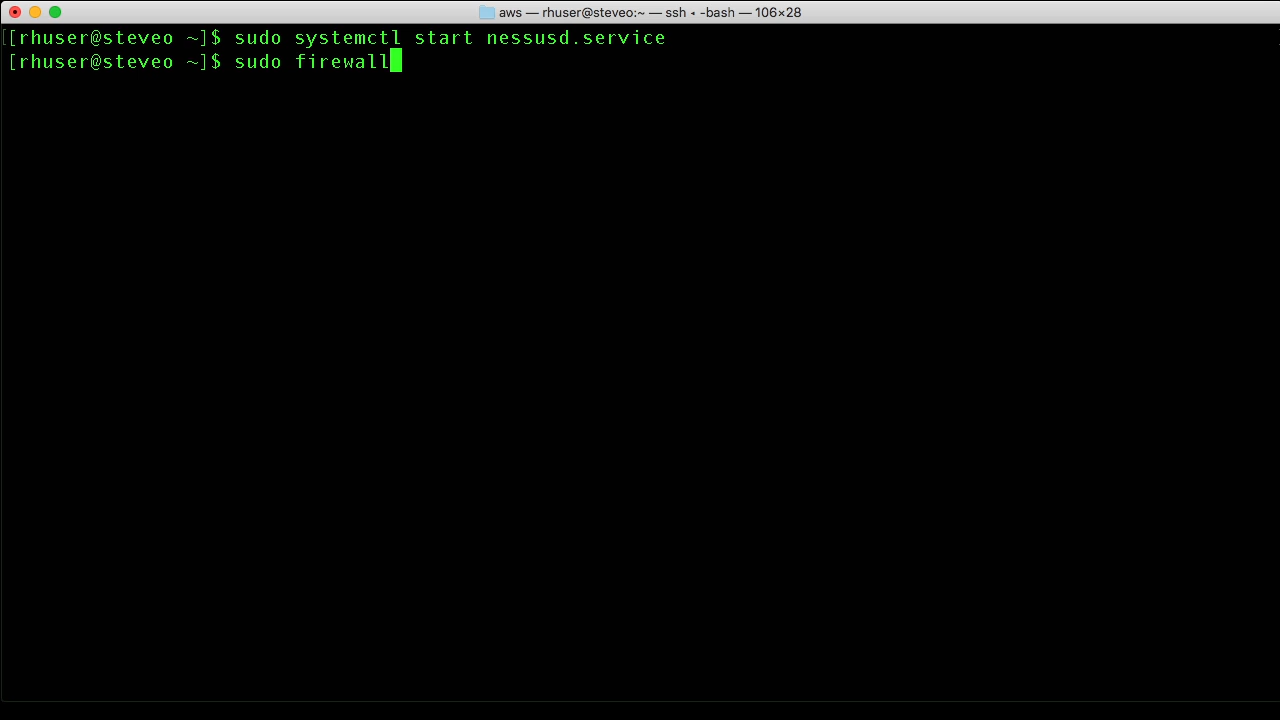 aws — rhuser@steveo:~ — ssh ◂ -bash — 106×28
[[rhuser@steveo ~]$ sudo systemctl start nessusd.service
[rhuser@steveo ~]$ sudo firewall